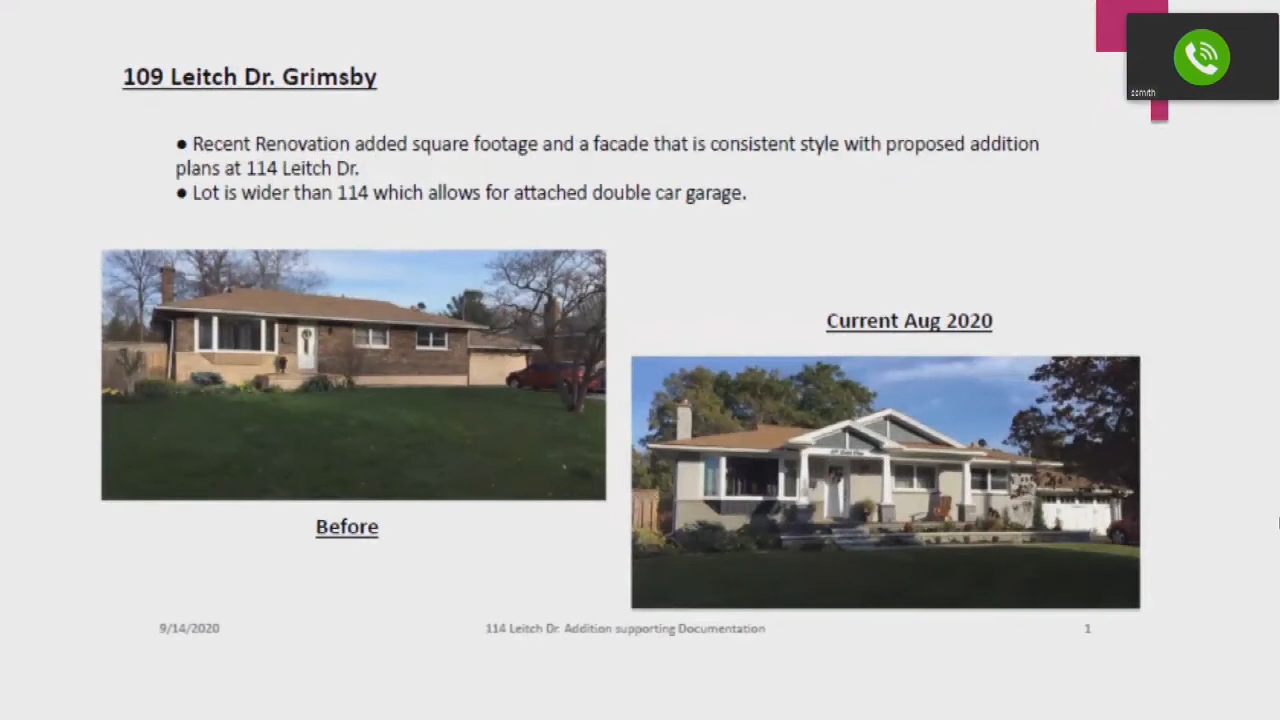 109 Leitch Dr. Grimsby
● Recent Renovation added square footage and a facade that is consistent style with proposed addition
plans at 114 Leitch Dr.
● Lot is wider than 114 which allows for attached double car garage.
Current Aug 2020
Before
9/14/2020
114 Leitch Dr. Addition supporting Documentation
1